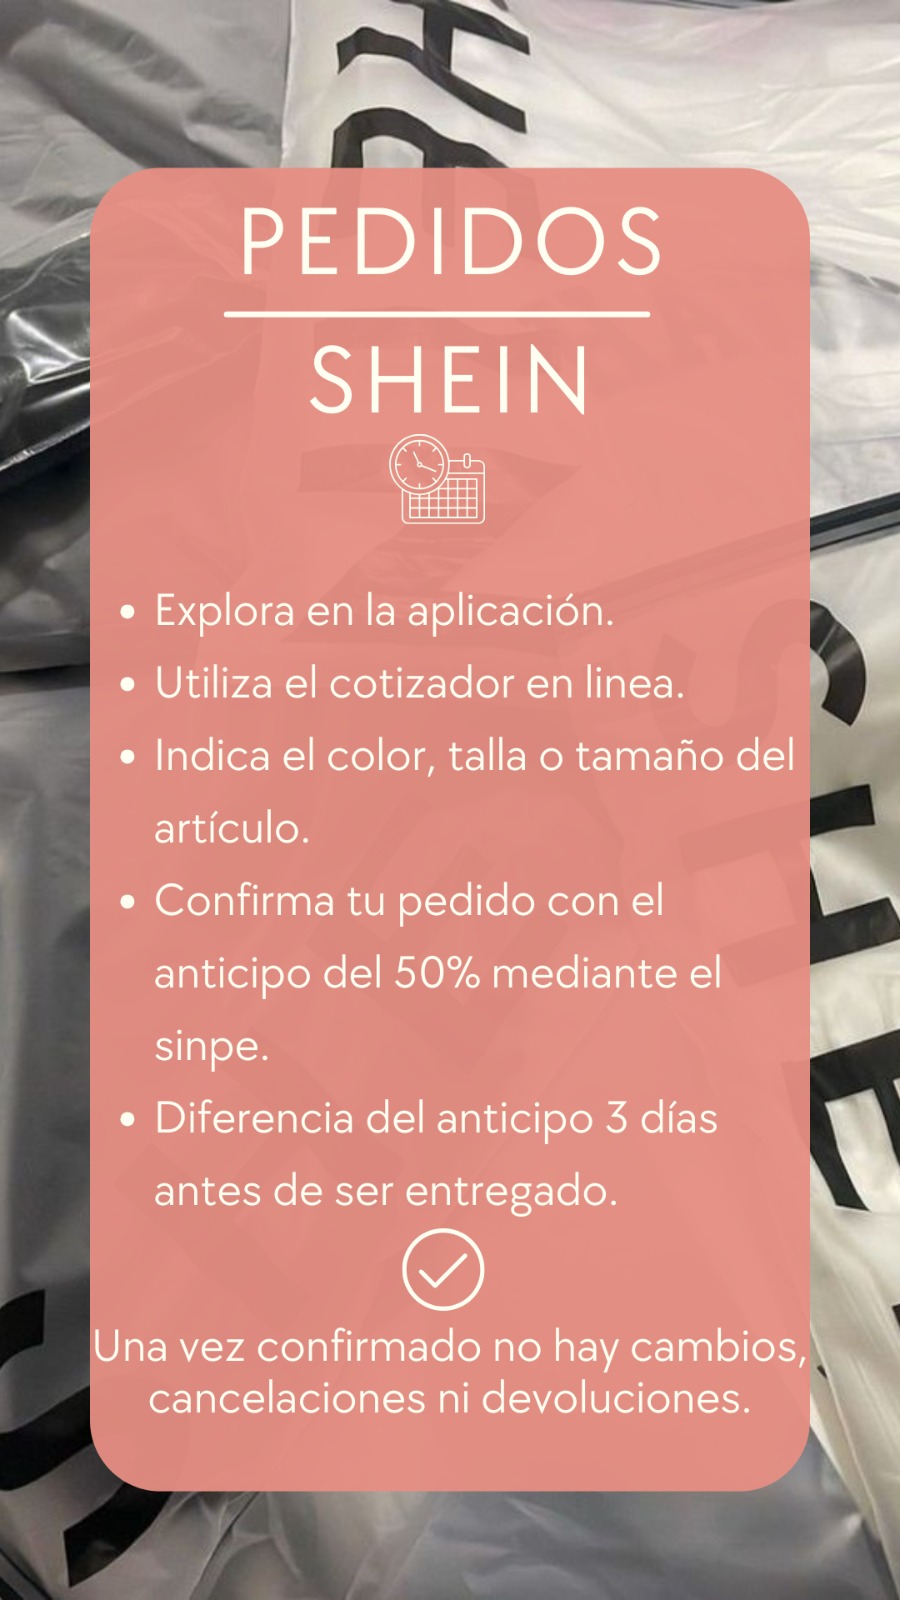 PEDIDOS
SHEIN
• Explora en la aplicación.
• Utiliza el cotizador en linea.
• Indica el color, talla o tamaño del
artículo.
• Confirma tu pedido con el
anticipo del 50% mediante el
sinpe.
• Diferencia del anticipo 3 días
antes de ser entregado.
Una vez confirmado no hay cambios,
cancelaciones ni devoluciones.